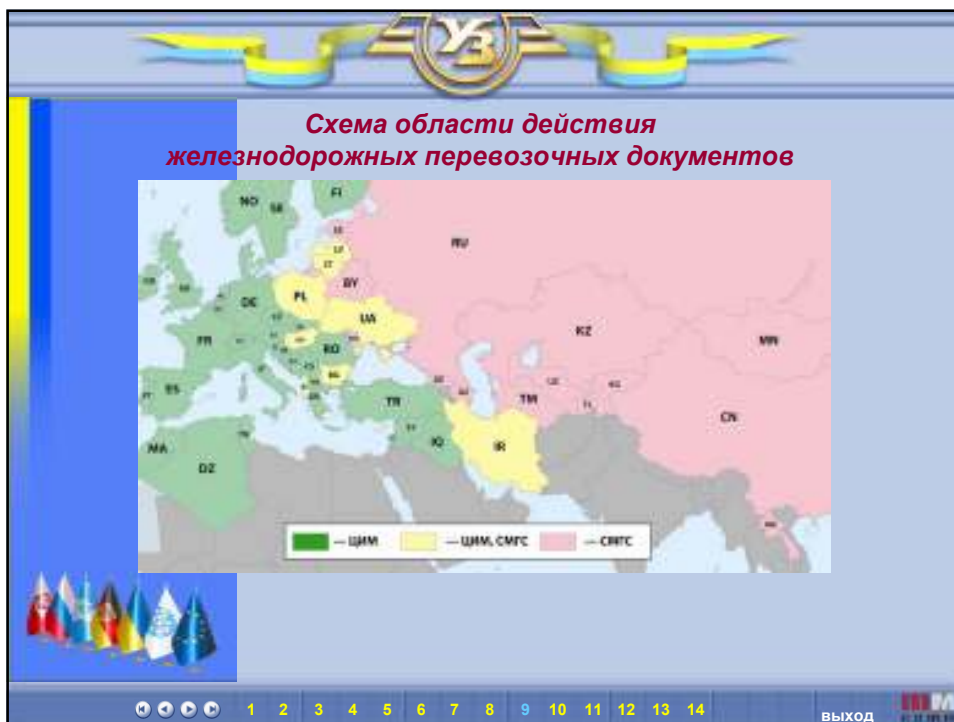 УЗ
Схема области действия
железнодорожных перевозочных документов
NO
SE
FI
RU
LT
BY
DE
PL
UA
FR
RO
KZ
MN
ES
TR
TM
CN
IQ
IR
MA
DZ
— ЦИМ — ЦИМ, СМГС — СМГС
1 2 3 4 5 6 7 8 9 10 11 12 13 14
выход